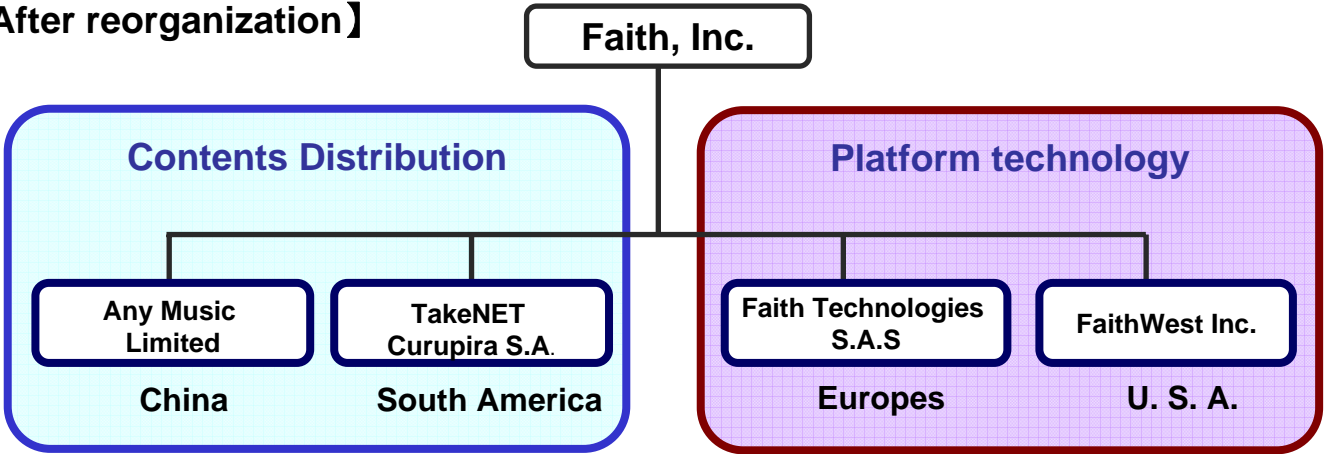 After reorganization】
Faith, Inc.
Contents Distribution
Platform technology
Any Music
Limited
TakeNET
Curupira S.A.
Faith Technologies
S.A.S
FaithWest Inc.
China
South America
Europes
U. S. A.